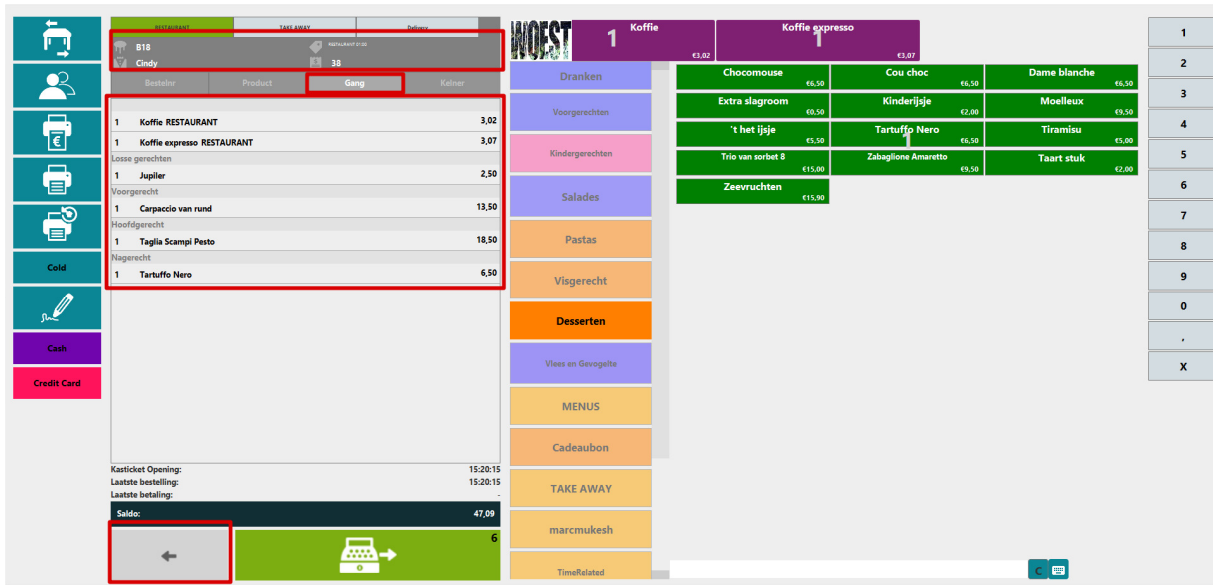 RESTAURANT TAKE AWAY Delivery
B18 RESTAURANT 01:00
Cindy 38
Bestelnr Product Gang Kelner
1 Koffie RESTAURANT 3,02
1 Koffie expresso RESTAURANT 3,07
Losse gerechten
1 Jupiler 2,50
Voorgerecht
1 Carpaccio van rund 13,50
Hoofdgerecht
1 Taglia Scampi Pesto 18,50
Nagerecht
1 Tartuffo Nero 6,50
Kasticket Opening: 15:20:15
Laatste bestelling: 15:20:15
Laatste betaling: -
Saldo: 47,09
6
€
Cold
Cash
Credit Card
WOEST
Koffie
1
€3,02
Koffie expresso
1
€3,07
Dranken
Voorgerechten
Kindergerechten
Salades
Pastas
Visgerecht
Desserten
Vlees en Gevogelte
MENUS
Cadeaubon
TAKE AWAY
marcmukesh
TimeRelated
Chocomouse €6,50
Cou choc €6,50
Dame blanche €6,50
Extra slagroom €0,50
Kinderijsje €2,00
Moelleux €9,50
't het ijsje €5,50
Tartuffo Nero 1 €6,50
Tiramisu €5,00
Trio van sorbet 8 €15,00
Zabaglione Amaretto €9,50
Taart stuk €2,00
Zeevruchten €15,90
C
1
2
3
4
5
6
7
8
9
0
,
X